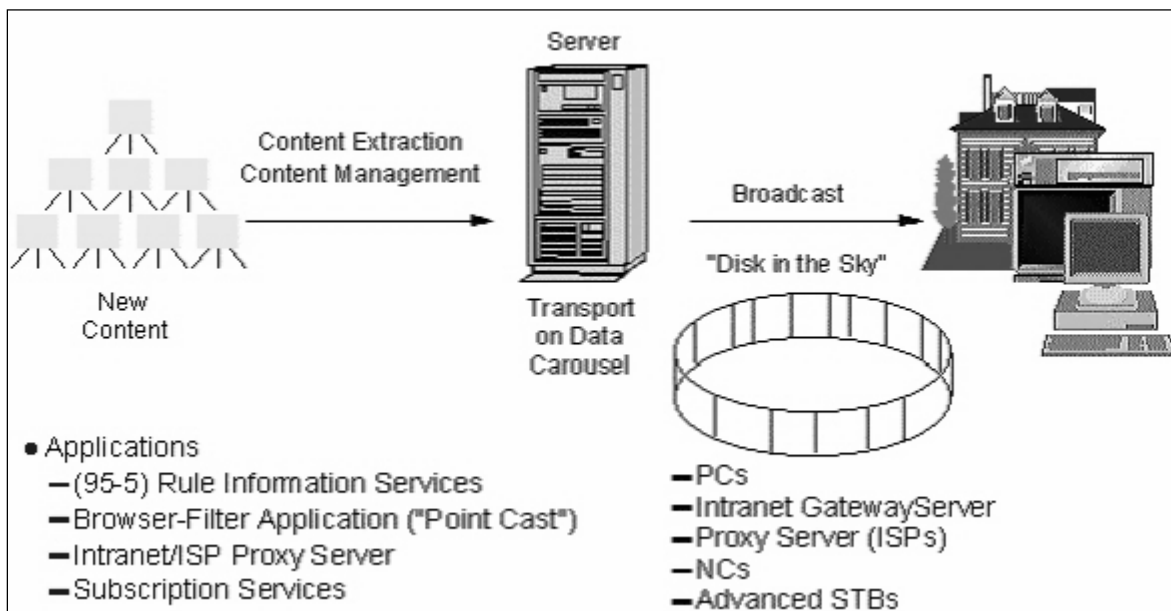 Server
Content Extraction
Content Management
Broadcast
"Disk in the Sky"
New
Content
Transport
on Data
Carousel
● Applications
–(95-5) Rule Information Services
–Browser-Filter Application ("Point Cast")
–Intranet/ISP Proxy Server
–Subscription Services
–PCs
–Intranet GatewayServer
–Proxy Server (ISPs)
–NCs
–Advanced STBs